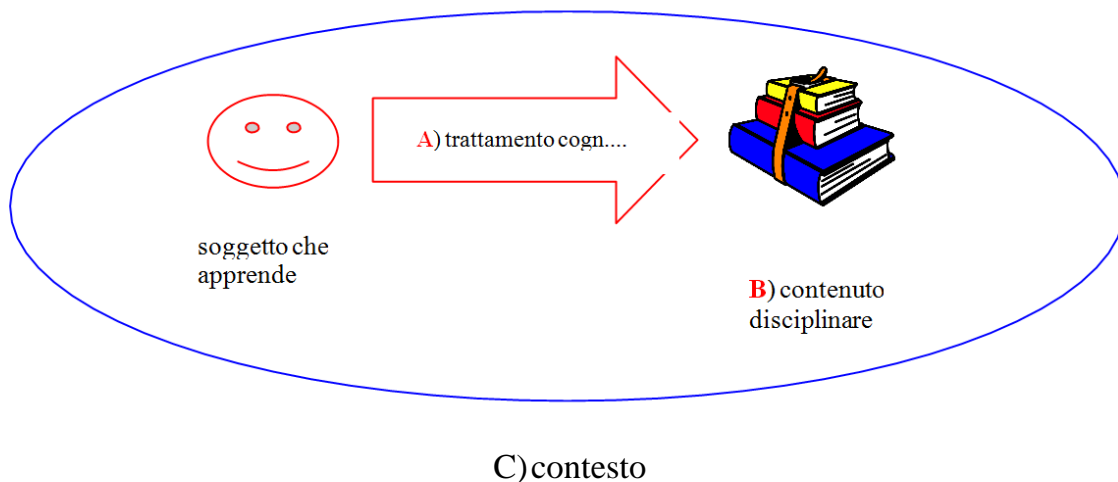 A) trattamento cogn....
soggetto che
apprende
B) contenuto
disciplinare
C) contesto